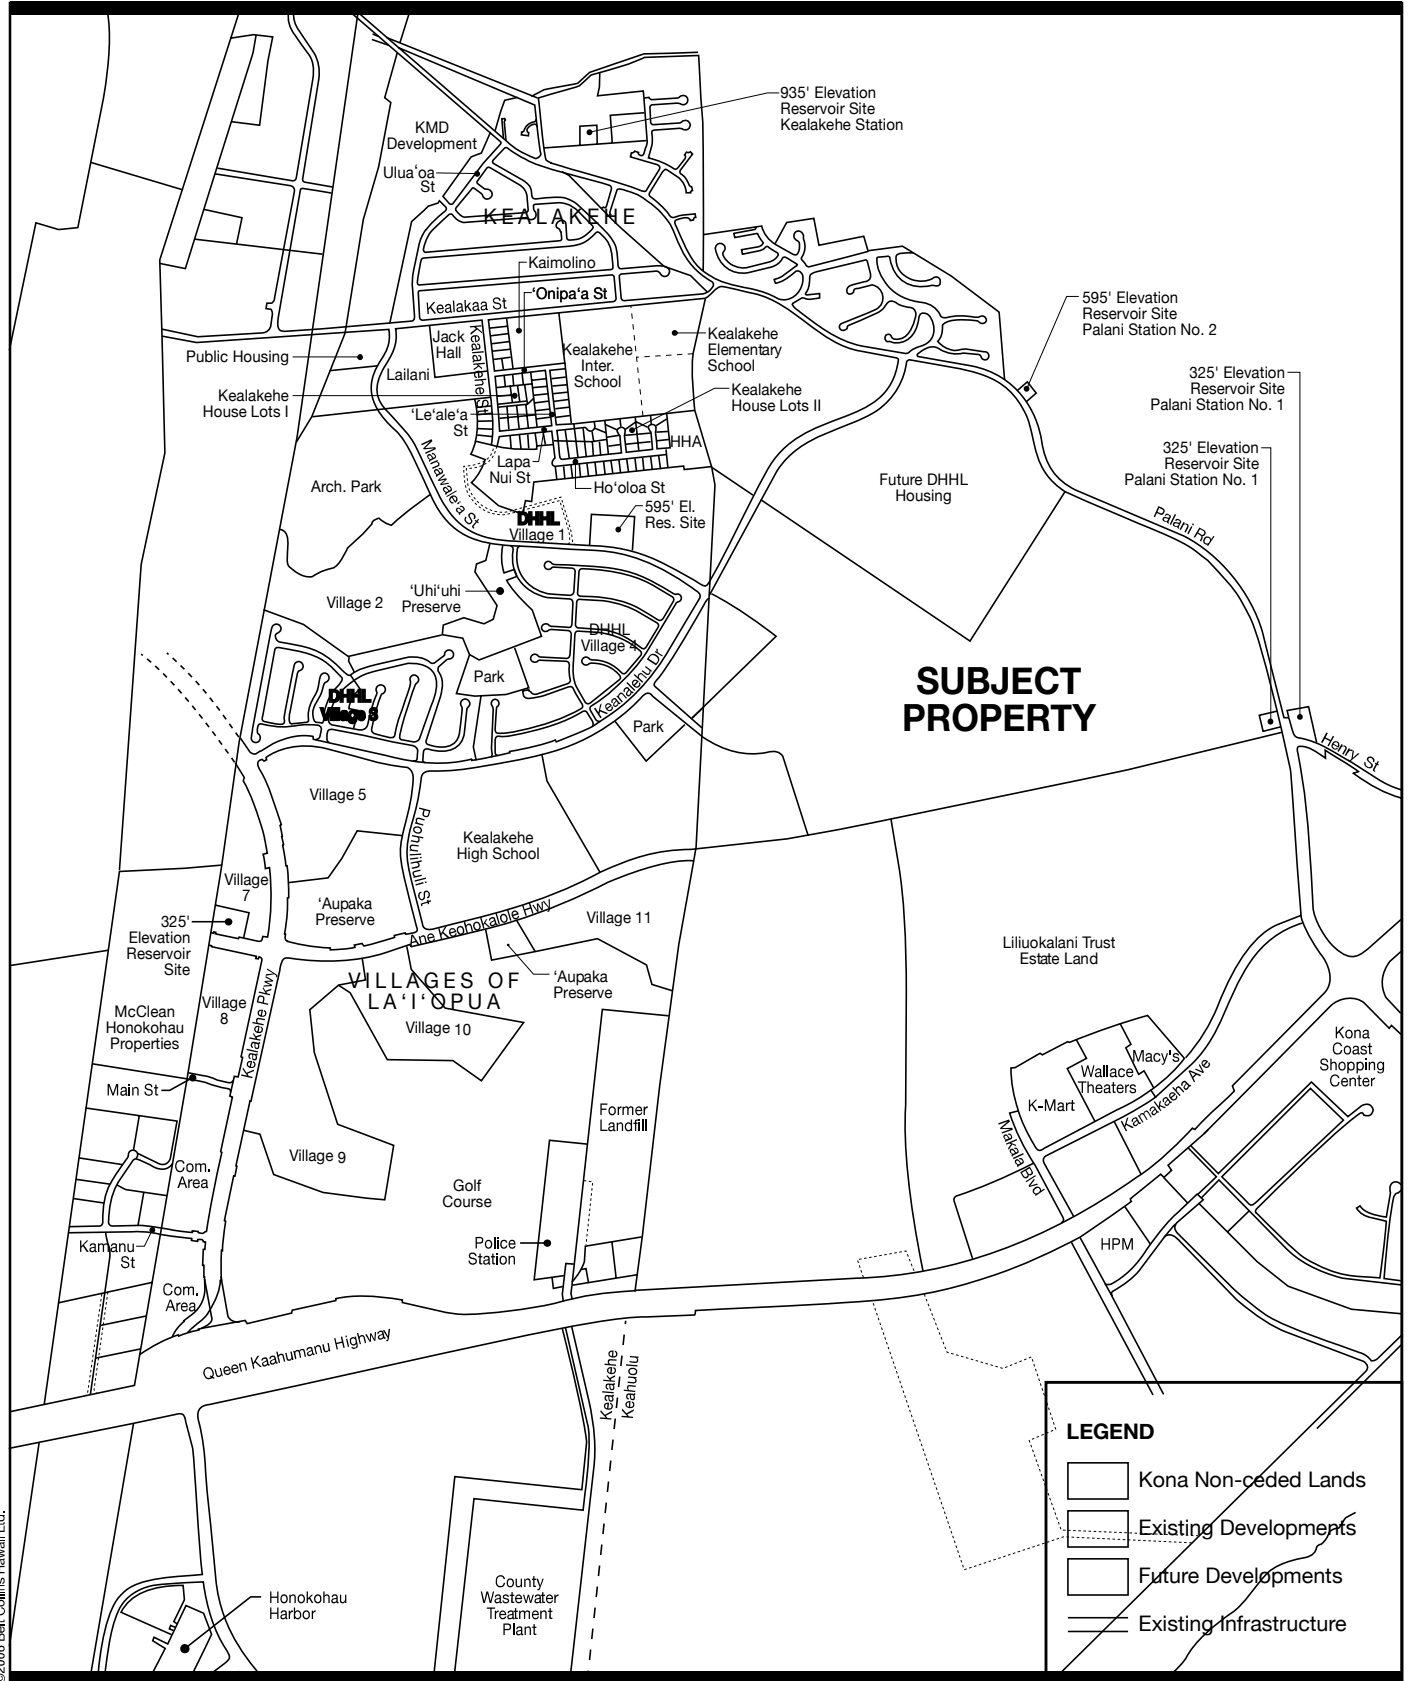 935' Elevation
Reservoir Site
Kealakehe Station
KMD
Development
Ulua‘oa
St
KEALAKEHE
Kaimolino
‘Onipa‘a St
Kealakaa St
595' Elevation
Reservoir Site
Palani Station No. 2
Public Housing
Jack
Hall
Kealakehe St
Kealakehe
Inter.
School
Kealakehe
Elementary
School
Lailani
Kealakehe
House Lots I
Kealakehe
House Lots II
325' Elevation
Reservoir Site
Palani Station No. 1
‘Le‘ale‘a
St
HHA
Manawale‘a St
Lapa
Nui St
325' Elevation
Reservoir Site
Palani Station No. 1
Arch. Park
Ho‘oloa St
Future DHHL
Housing
595' El.
Res. Site
DHHL
Village 1
Palani Rd
‘Uhi‘uhi
Preserve
Village 2
DHHL
Village 4
Park
Keanalehu Dr
SUBJECT
PROPERTY
DHHL
Village 3
Park
Henry St
Village 5
Puohulihuli St
Kealakehe
High School
Village
7
‘Aupaka
Preserve
Ane Keohokalole Hwy
Village 11
325'
Elevation
Reservoir
Site
Liliuokalani Trust
Estate Land
VILLAGES OF
LA‘I‘OPUA
‘Aupaka
Preserve
Village
8
Kealakehe Pkwy
McClean
Honokohau
Properties
Village 10
Kona
Coast
Shopping
Center
Macy's
Wallace
Theaters
Main St
K-Mart
Kamakaeha Ave
Former
Landfill
Makala Blvd
Village 9
Com.
Area
Golf
Course
Kamanu
St
Police
Station
HPM
Com.
Area
Queen Kaahumanu Highway
Kealakehe
Keahuolu
LEGEND
Kona Non-ceded Lands
Existing Developments
Future Developments
Existing Infrastructure
County
Wastewater
Treatment
Plant
Honokohau
Harbor
©2006 Belt Collins Hawaii Ltd.